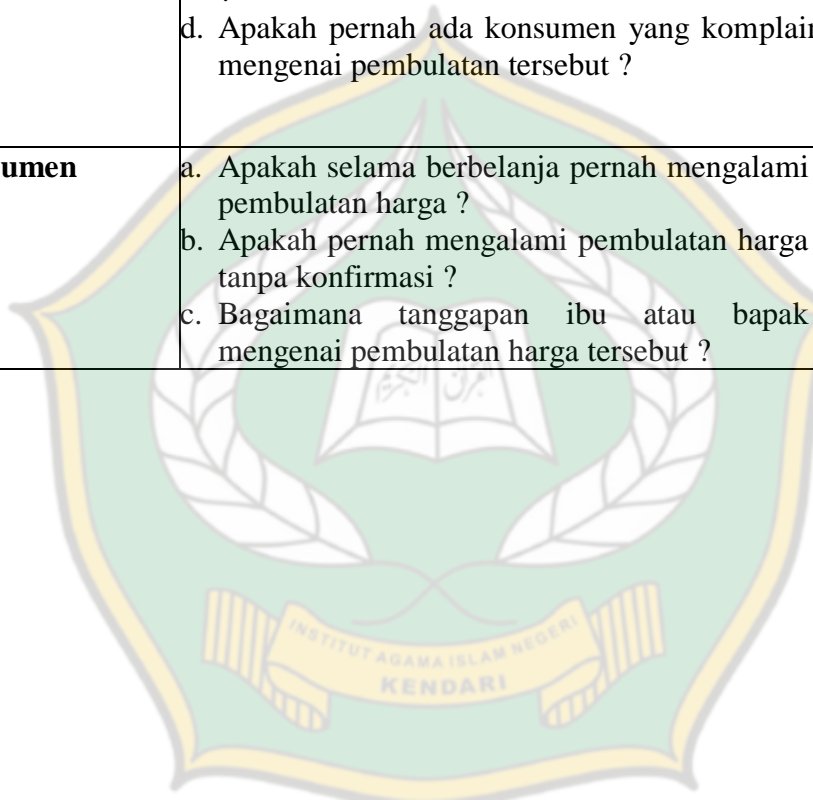 d. Apakah pernah ada konsumen yang komplain
mengenai pembulatan tersebut ?
umen
a. Apakah selama berbelanja pernah mengalami
pembulatan harga ?
b. Apakah pernah mengalami pembulatan harga
tanpa konfirmasi ?
c. Bagaimana tanggapan ibu atau bapak
mengenai pembulatan harga tersebut ?
القرآن الكريم
INSTITUT AGAMA ISLAM NEGERI
KENDARI